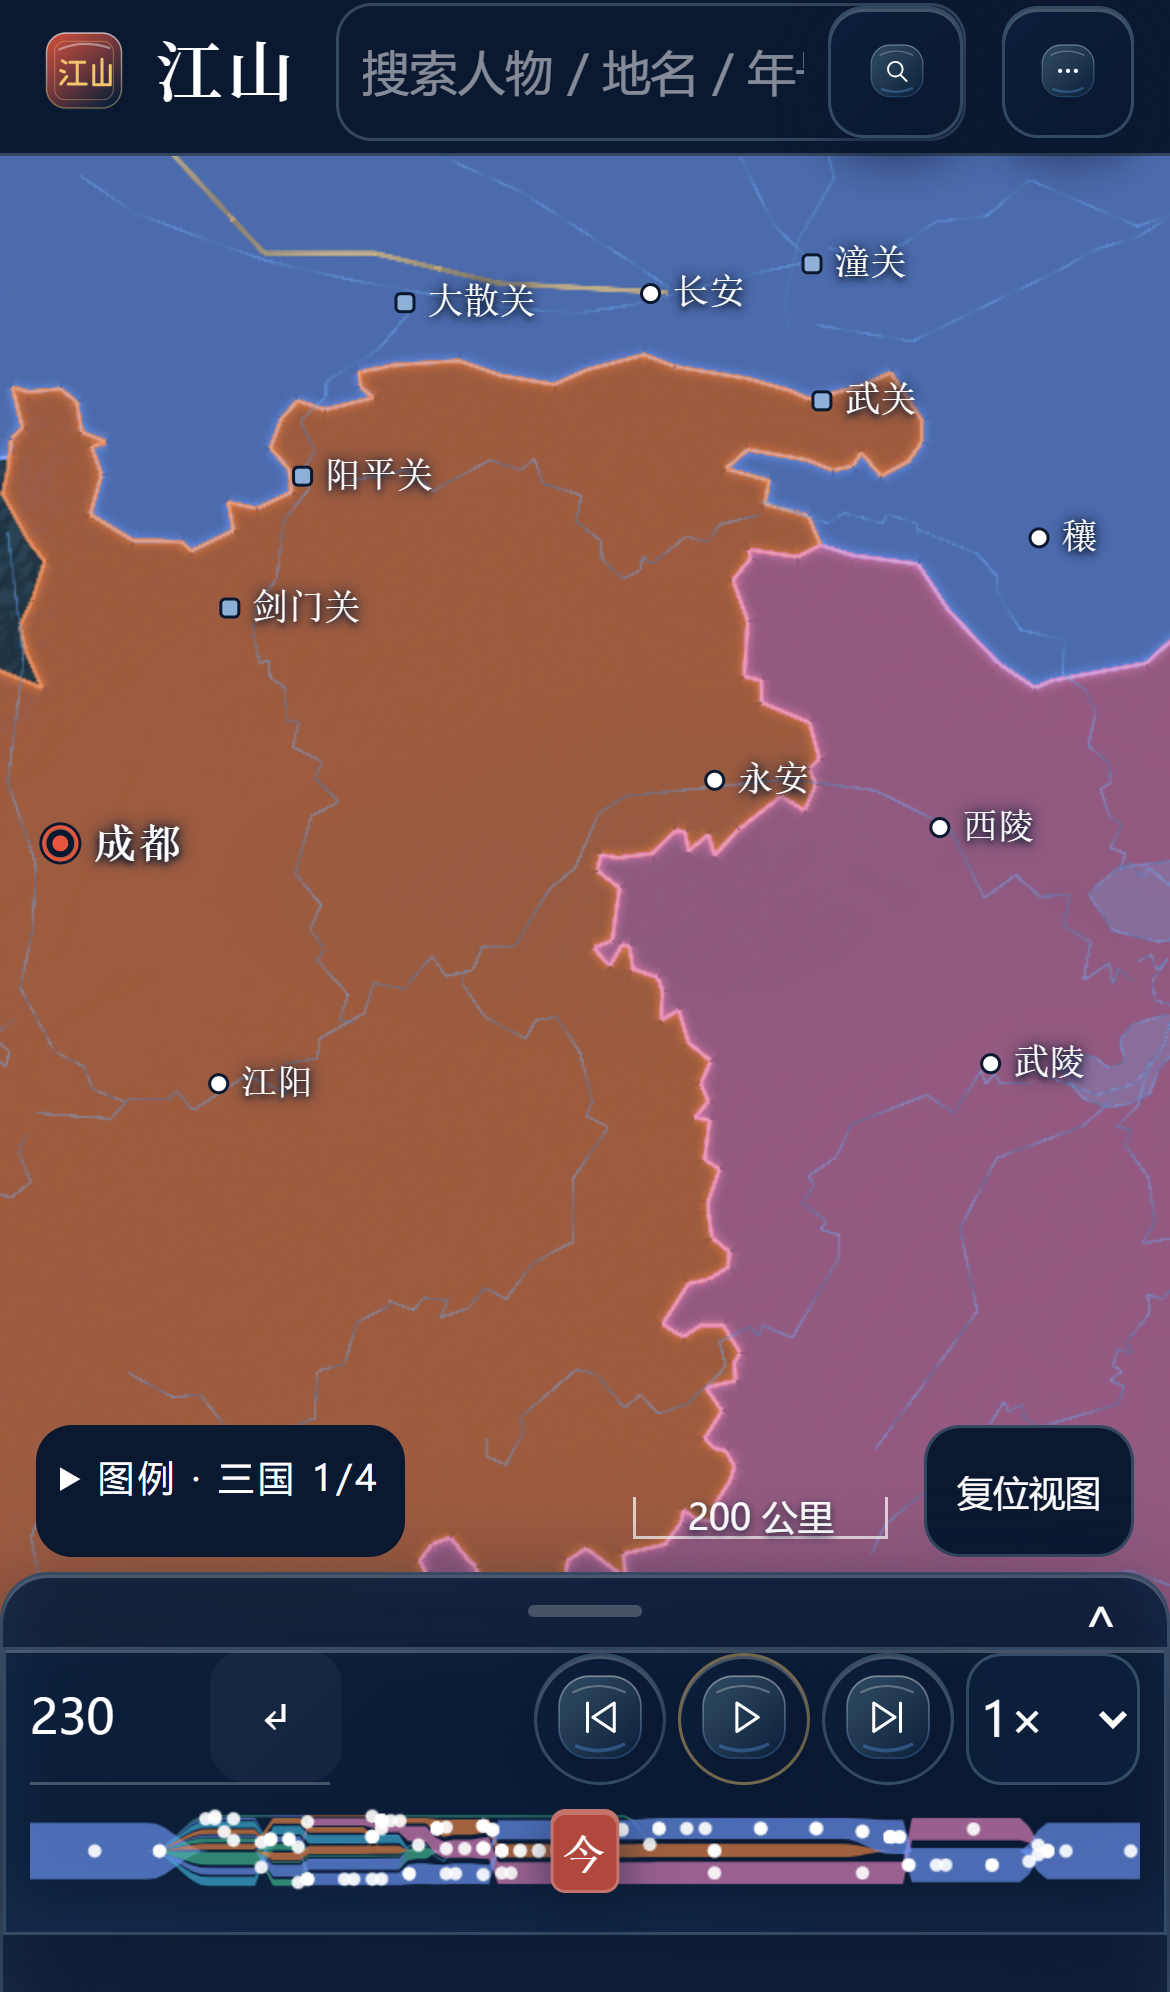 江山
江山
搜索人物 / 地名 / 年
潼关
长安
大散关
武关
阳平关
穰
剑门关
永安
西陵
成都
武陵
江阳
图例 · 三国 1/4
200 公里
复位视图
230
1×
今